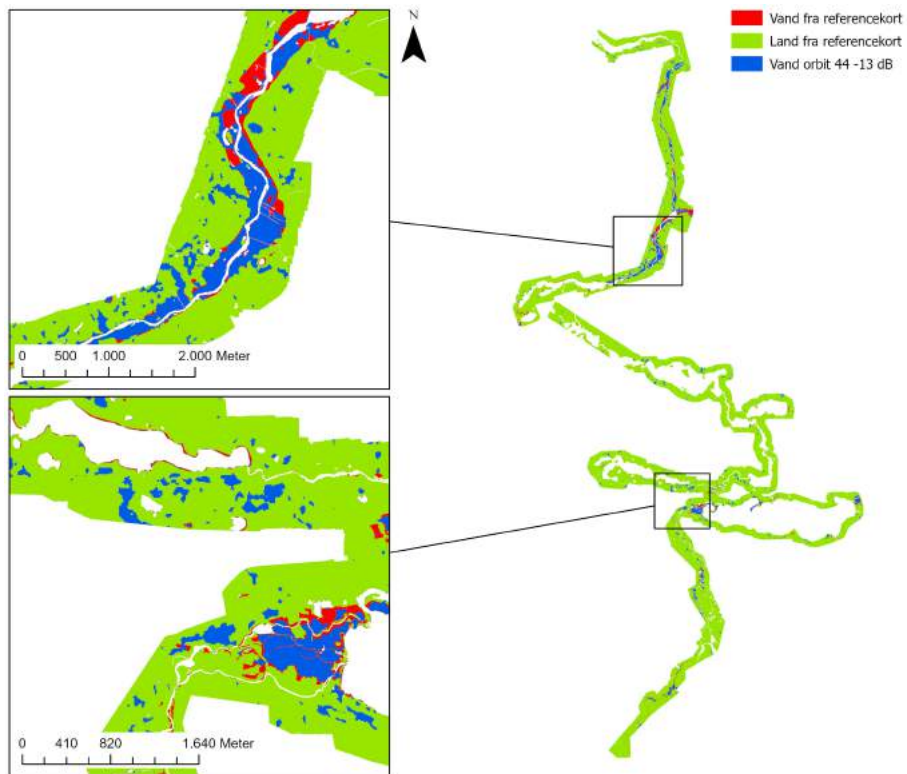 N
Vand fra referencekort
Land fra referencekort
Vand orbit 44 -13 dB
0 500 1.000 2.000 Meter
0 410 820 1.640 Meter